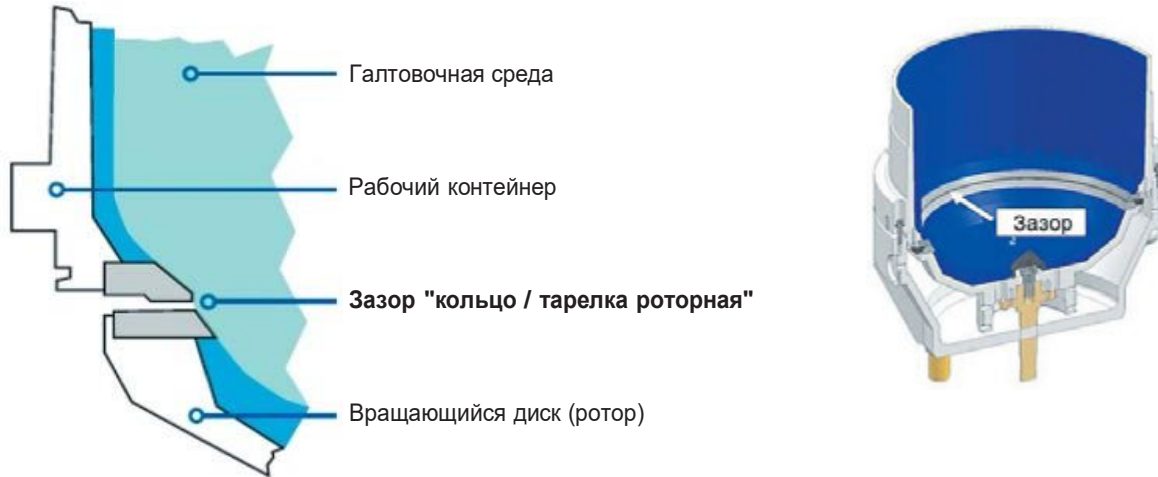 Галтовочная среда
Рабочий контейнер
Зазор "кольцо / тарелка роторная"
Вращающийся диск (ротор)
Зазор